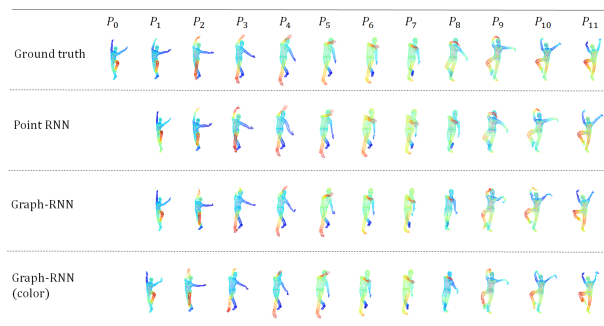 P0 P1 P2 P3 P4 P5 P6 P7 P8 P9 P10 P11
Ground truth
Point RNN
Graph-RNN
Graph-RNN
(color)